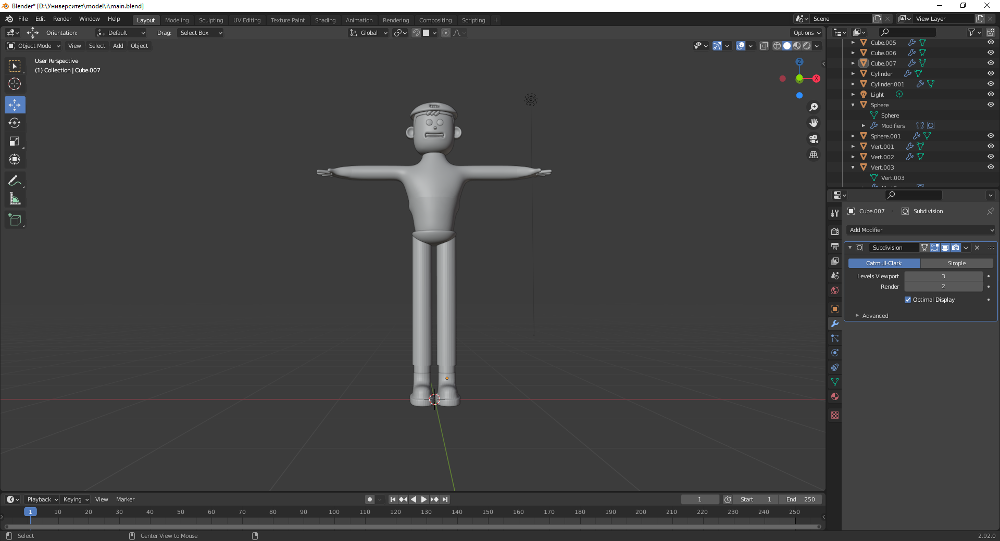 Blender* [D:\Университет\model\i\main.blend]
File Edit Render Window Help Layout Modeling Sculpting UV Editing Texture Paint Shading Animation Rendering Compositing Scripting + Scene View Layer
Orientation: Default Drag: Select Box Global Options
Object Mode View Select Add Object
User Perspective
(1) Collection | Cube.007
Z
X
Cube.005
Cube.006
Cube.007
Cylinder
Cylinder.001
Light
Sphere
Sphere
Modifiers
Sphere.001
Vert.001
Vert.002
Vert.003
Vert.003
Cube.007 Subdivision
Add Modifier
Subdivision
Catmull-Clark Simple
Levels Viewport 3
Render 2
Optimal Display
Advanced
Playback Keying View Marker 1 Start 1 End 250
1 10 20 30 40 50 60 70 80 90 100 110 120 130 140 150 160 170 180 190 200 210 220 230 240 250
Select Center View to Mouse 2.92.0